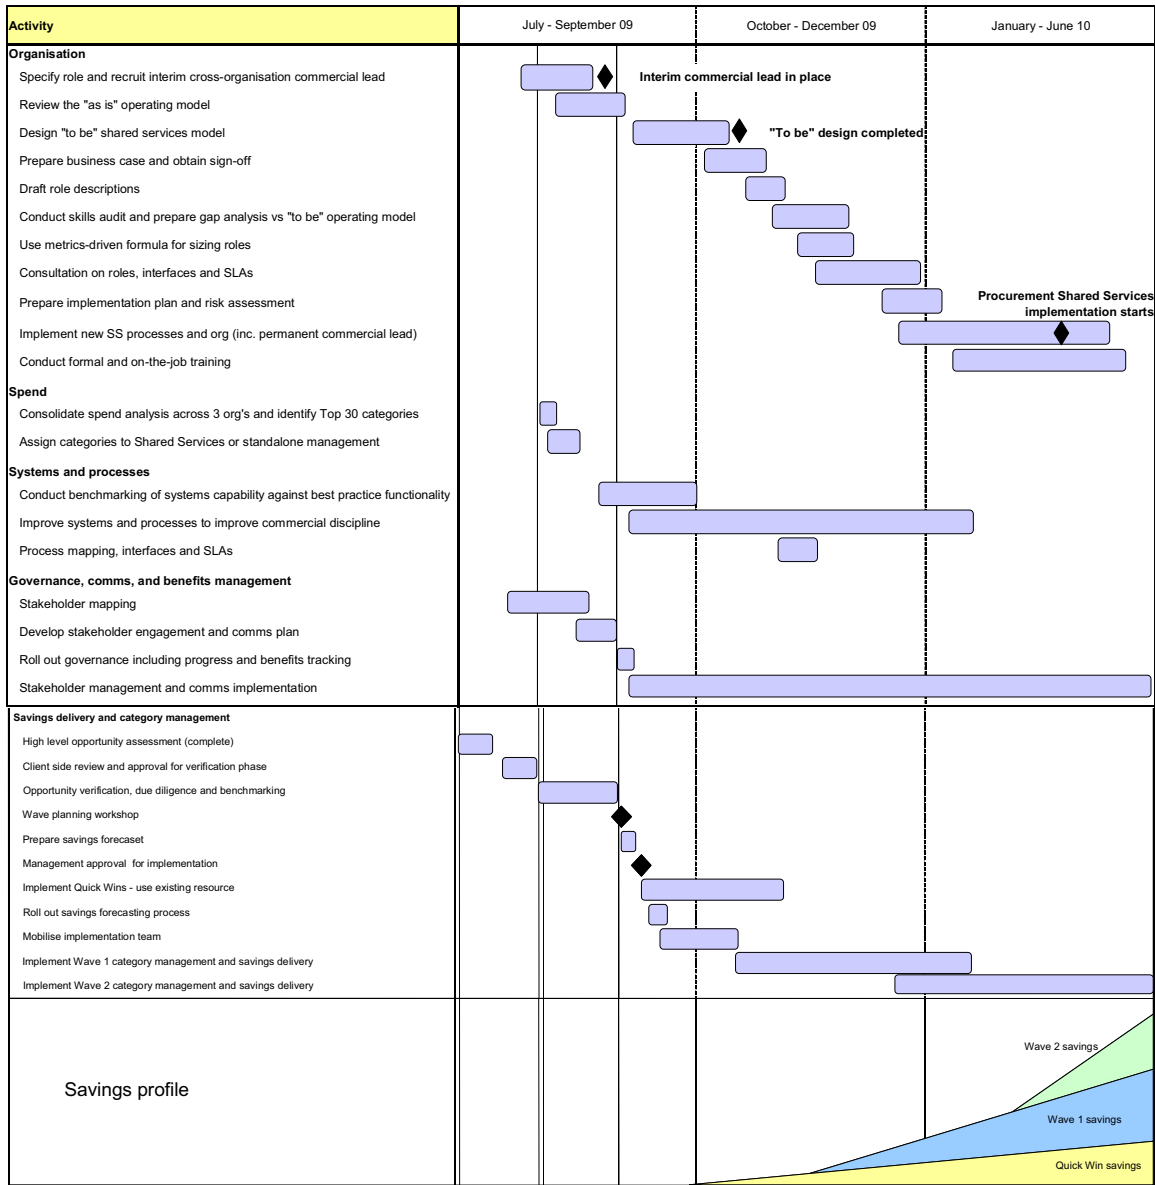 Activity
July - September 09
October - December 09
January - June 10
Organisation
Specify role and recruit interim cross-organisation commercial lead
Interim commercial lead in place
Review the "as is" operating model
Design "to be" shared services model
"To be" design completed
Prepare business case and obtain sign-off
Draft role descriptions
Conduct skills audit and prepare gap analysis vs "to be" operating model
Use metrics-driven formula for sizing roles
Consultation on roles, interfaces and SLAs
Prepare implementation plan and risk assessment
Procurement Shared Services
implementation starts
Implement new SS processes and org (inc. permanent commercial lead)
Conduct formal and on-the-job training
Spend
Consolidate spend analysis across 3 org's and identify Top 30 categories
Assign categories to Shared Services or standalone management
Systems and processes
Conduct benchmarking of systems capability against best practice functionality
Improve systems and processes to improve commercial discipline
Process mapping, interfaces and SLAs
Governance, comms, and benefits management
Stakeholder mapping
Develop stakeholder engagement and comms plan
Roll out governance including progress and benefits tracking
Stakeholder management and comms implementation
Savings delivery and category management
High level opportunity assessment (complete)
Client side review and approval for verification phase
Opportunity verification, due diligence and benchmarking
Wave planning workshop
Prepare savings forecaset
Management approval  for implementation
Implement Quick Wins - use existing resource
Roll out savings forecasting process
Mobilise implementation team
Implement Wave 1 category management and savings delivery
Implement Wave 2 category management and savings delivery
Savings profile
Wave 2 savings
Wave 1 savings
Quick Win savings